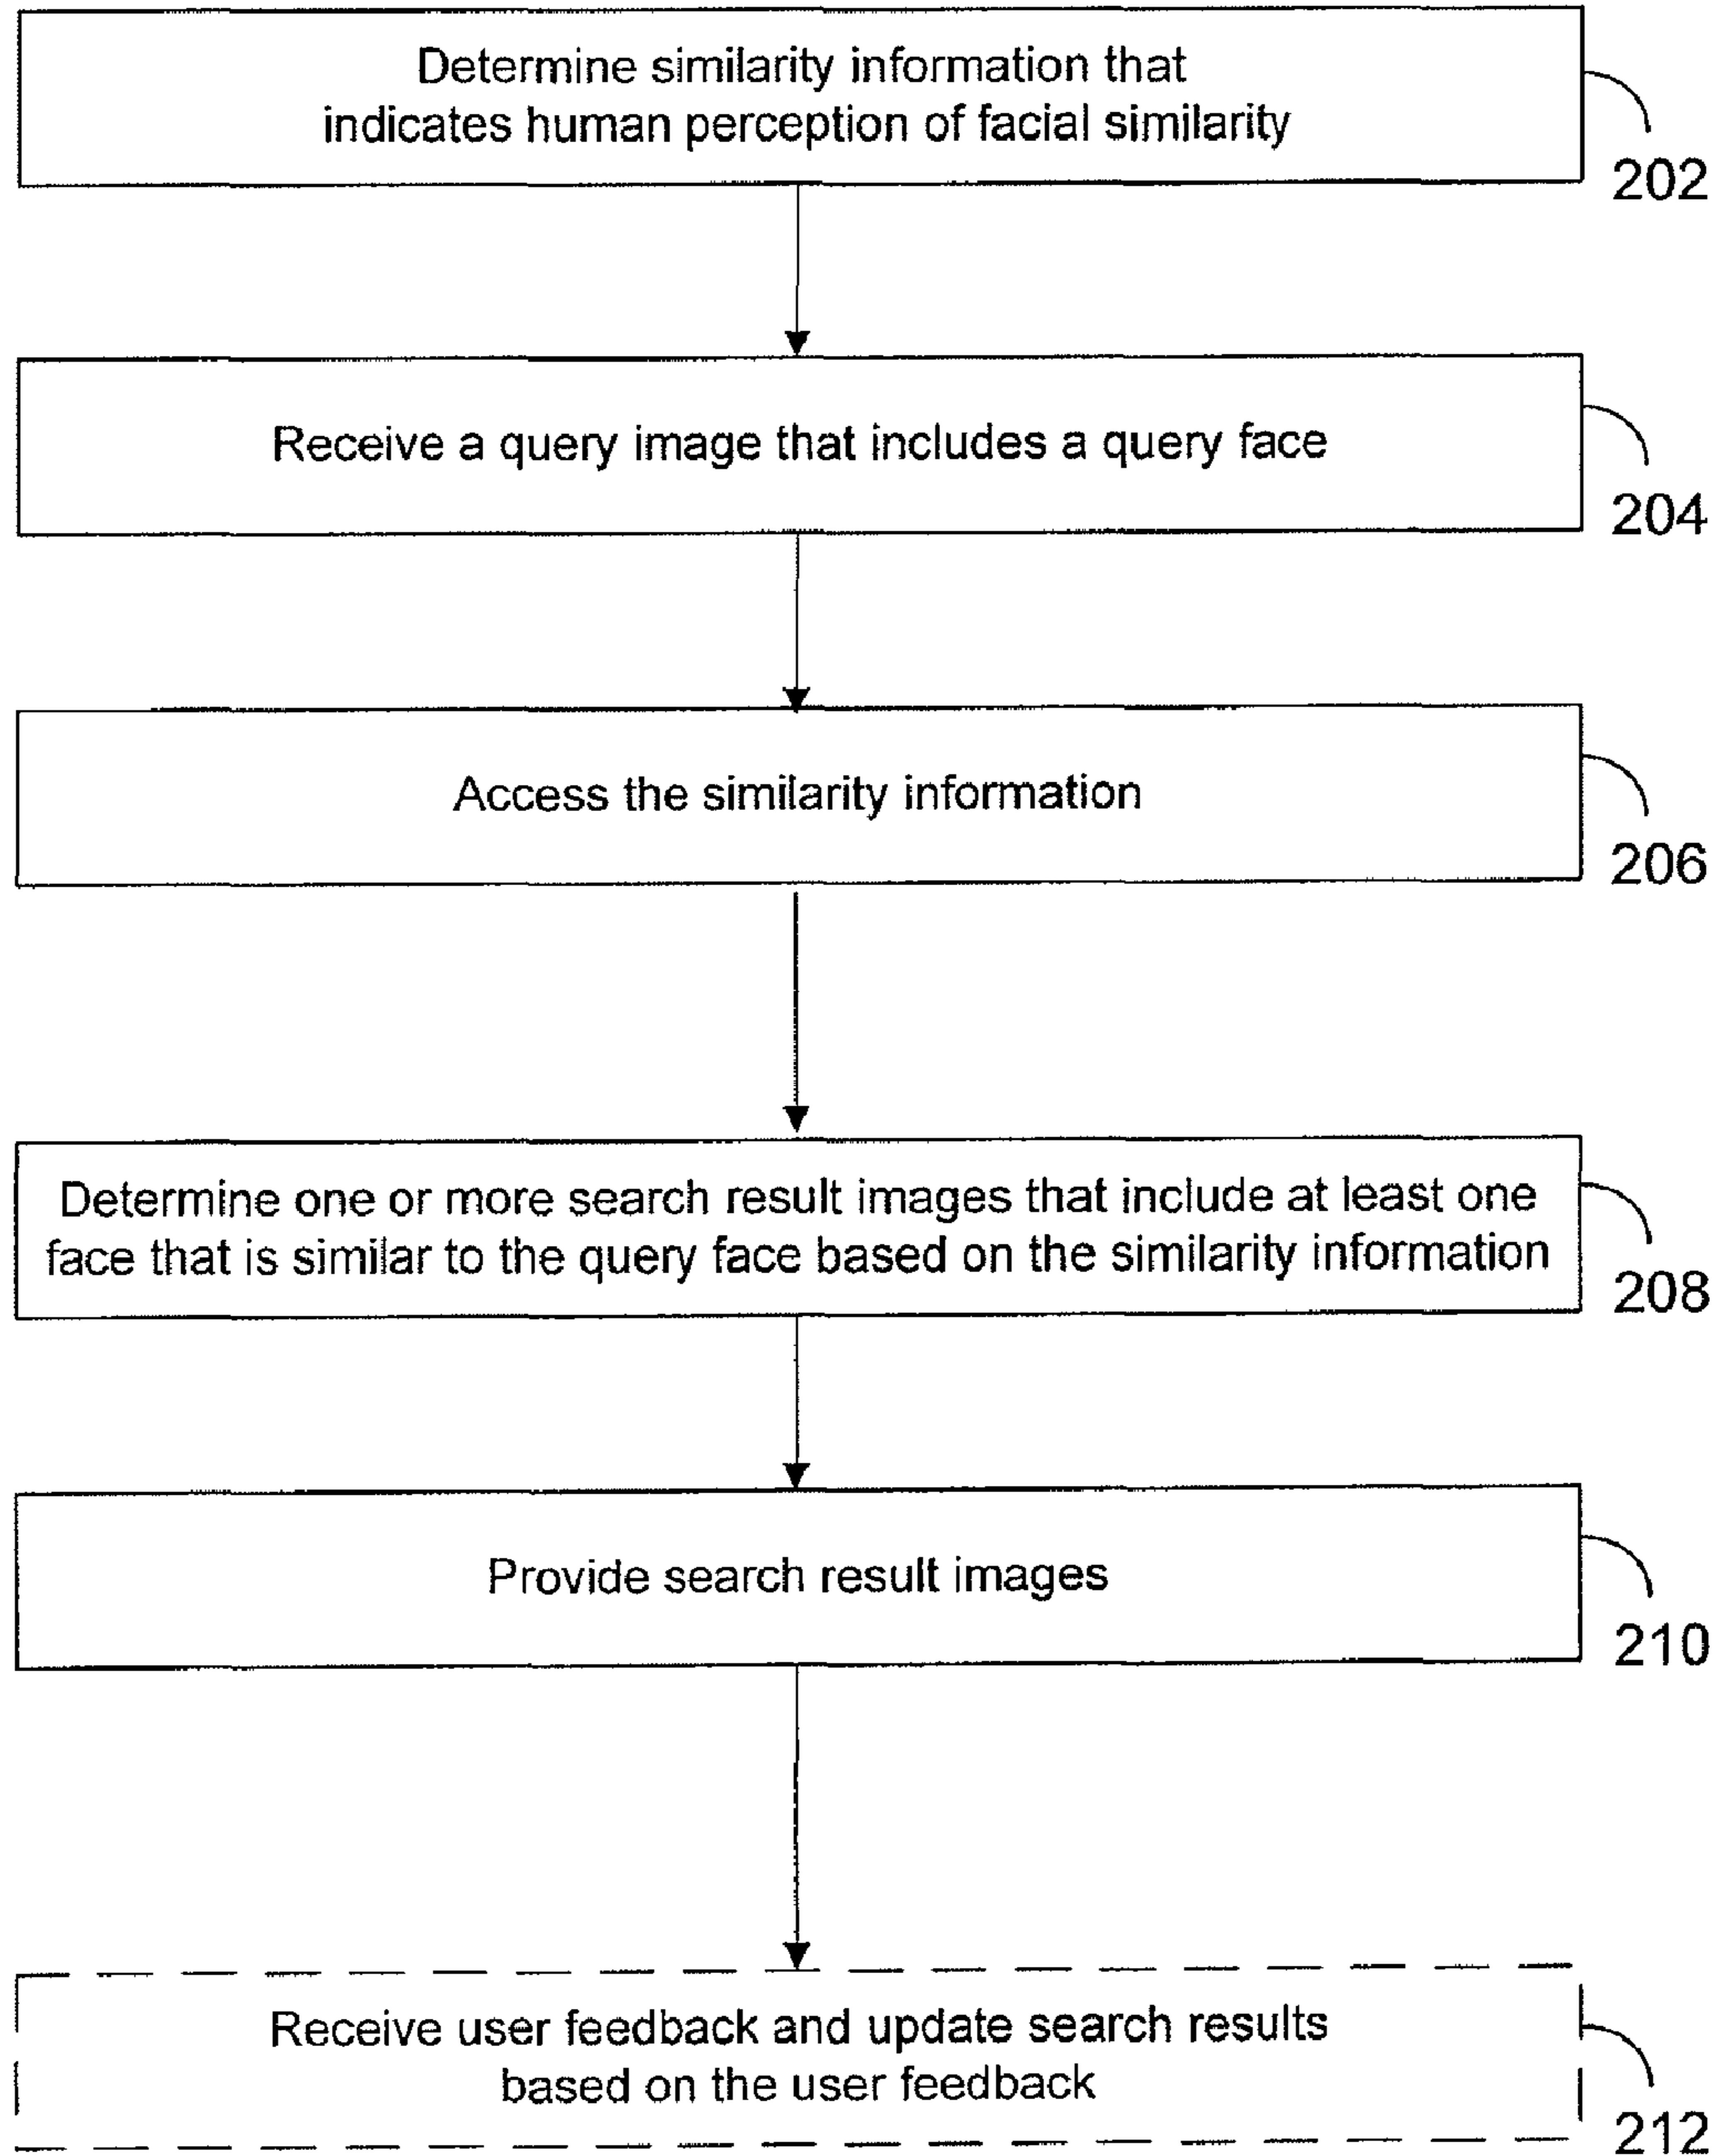 Determine similarity information that
indicates human perception of facial similarity
202
Receive a query image that includes a query face
204
Access the similarity information
206
Determine one or more search result images that include at least one
face that is similar to the query face based on the similarity information
208
Provide search result images
210
Receive user feedback and update search results
based on the user feedback
212